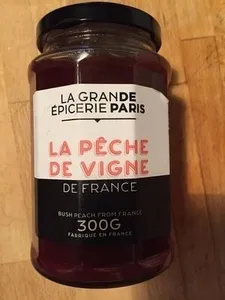 LA GRANDE
ÉPICERIE PARIS
LA PÊCHE
DE VIGNE
DE FRANCE
BUSH PEACH FROM FRANCE
300G
FABRIQUÉ EN FRANCE